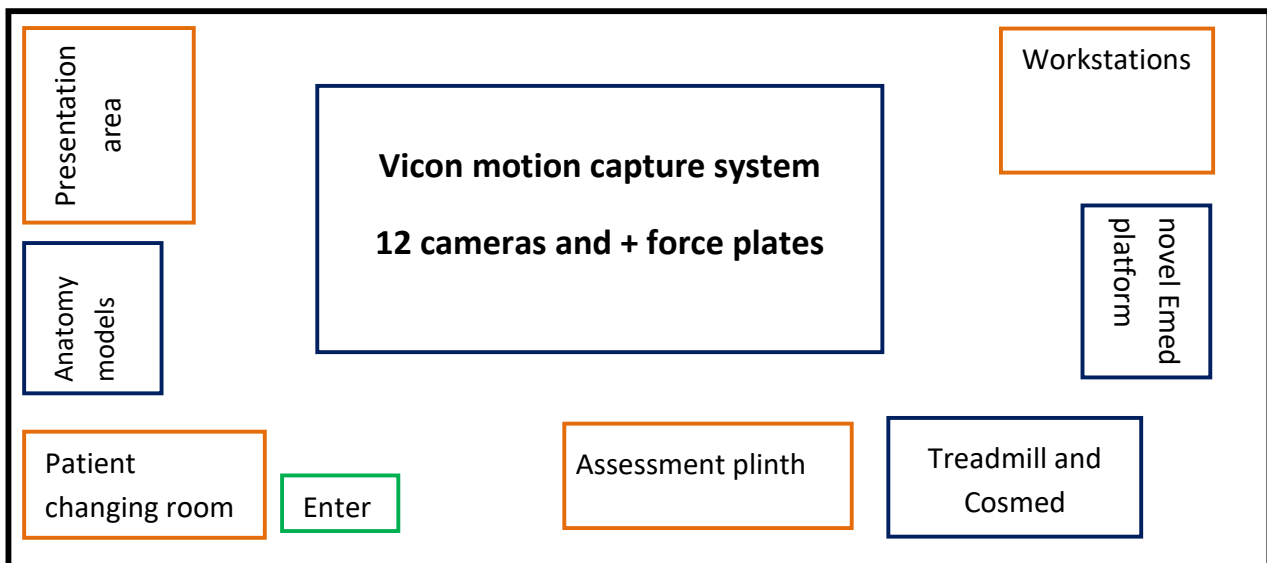 Presentation
area
Workstations
Vicon motion capture system
12 cameras and + force plates
novel Emed
platform
Anatomy
models
Patient
changing room
Enter
Assessment plinth
Treadmill and
Cosmed